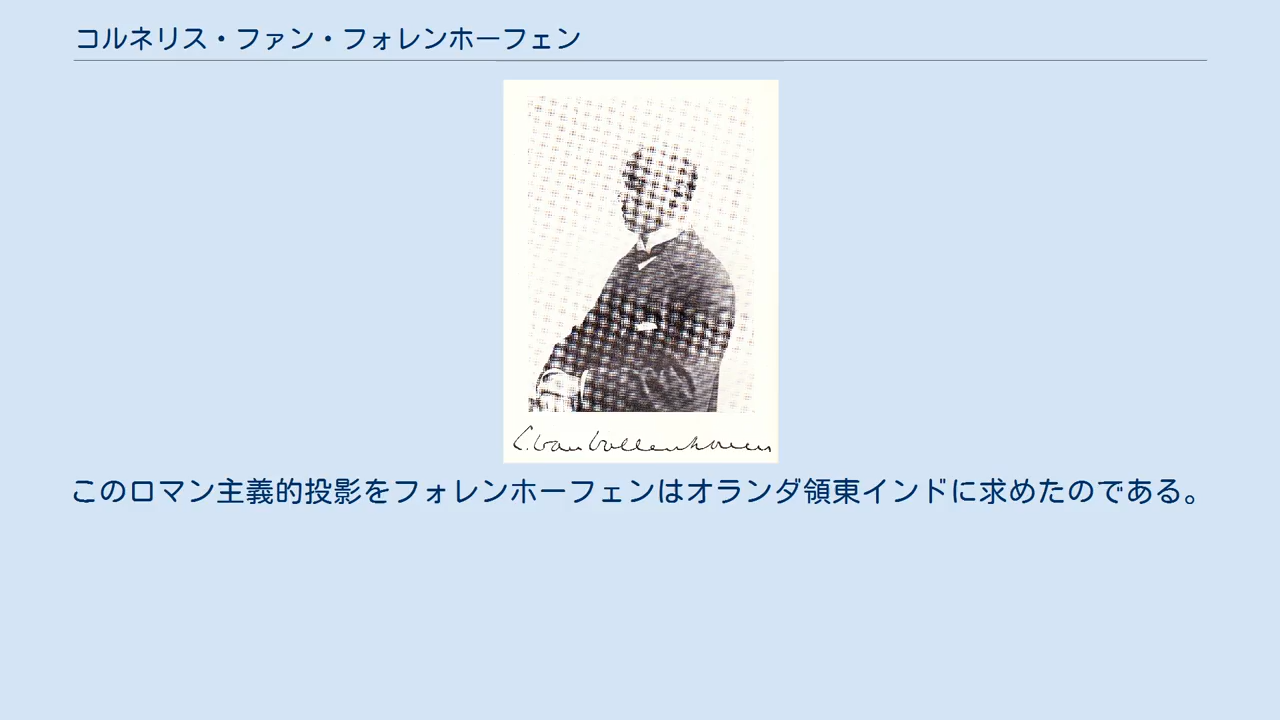 コルネリス・ファン・フォレンホーフェン
C. van Vollenhoven
このロマン主義的投影をフォレンホーフェンはオランダ領東インドに求めたのである。